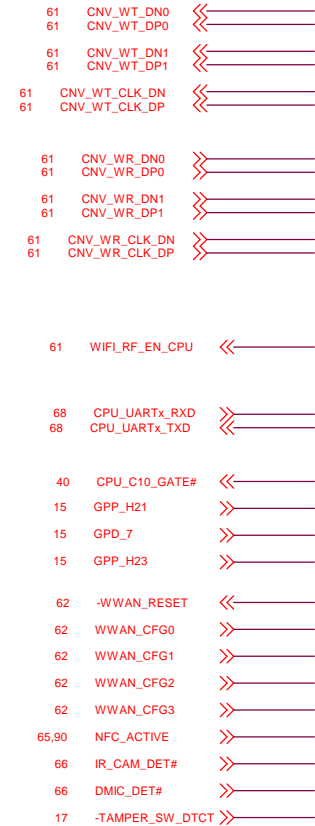 61 CNV_WT_DN0
61 CNV_WT_DP0
61 CNV_WT_DN1
61 CNV_WT_DP1
61 CNV_WT_CLK_DN
61 CNV_WT_CLK_DP
61 CNV_WR_DN0
61 CNV_WR_DP0
61 CNV_WR_DN1
61 CNV_WR_DP1
61 CNV_WR_CLK_DN
61 CNV_WR_CLK_DP
61 WIFI_RF_EN_CPU
68 CPU_UARTx_RXD
68 CPU_UARTx_TXD
40 CPU_C10_GATE#
15 GPP_H21
15 GPD_7
15 GPP_H23
62 -WWAN_RESET
62 WWAN_CFG0
62 WWAN_CFG1
62 WWAN_CFG2
62 WWAN_CFG3
65,90 NFC_ACTIVE
66 IR_CAM_DET#
66 DMIC_DET#
17 -TAMPER_SW_DTCT